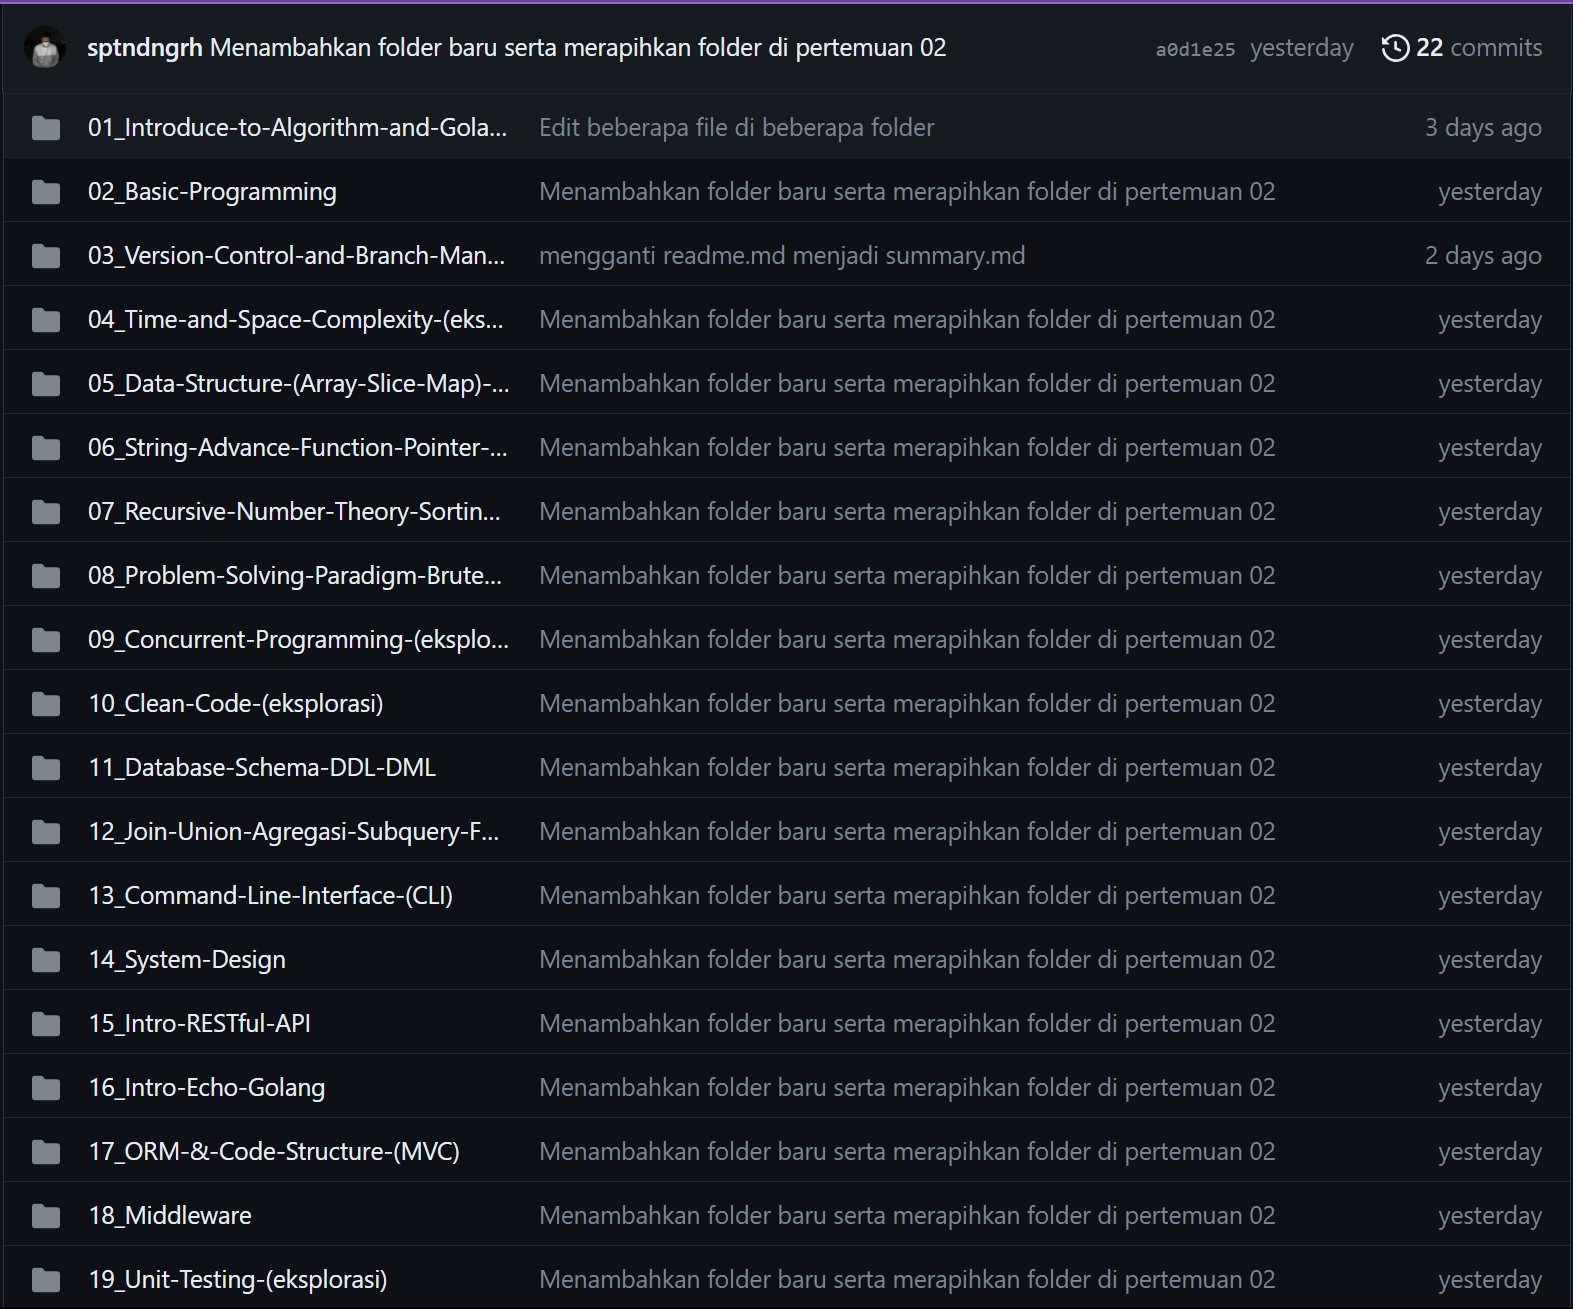 sptndngrh Menambahkan folder baru serta merapihkan folder di pertemuan 02 a0d1e25 yesterday 22 commits
01_Introduce-to-Algorithm-and-Gola... Edit beberapa file di beberapa folder 3 days ago
02_Basic-Programming Menambahkan folder baru serta merapihkan folder di pertemuan 02 yesterday
03_Version-Control-and-Branch-Man... mengganti readme.md menjadi summary.md 2 days ago
04_Time-and-Space-Complexity-(eks... Menambahkan folder baru serta merapihkan folder di pertemuan 02 yesterday
05_Data-Structure-(Array-Slice-Map)-... Menambahkan folder baru serta merapihkan folder di pertemuan 02 yesterday
06_String-Advance-Function-Pointer-... Menambahkan folder baru serta merapihkan folder di pertemuan 02 yesterday
07_Recursive-Number-Theory-Sortin... Menambahkan folder baru serta merapihkan folder di pertemuan 02 yesterday
08_Problem-Solving-Paradigm-Brute... Menambahkan folder baru serta merapihkan folder di pertemuan 02 yesterday
09_Concurrent-Programming-(eksplo... Menambahkan folder baru serta merapihkan folder di pertemuan 02 yesterday
10_Clean-Code-(eksplorasi) Menambahkan folder baru serta merapihkan folder di pertemuan 02 yesterday
11_Database-Schema-DDL-DML Menambahkan folder baru serta merapihkan folder di pertemuan 02 yesterday
12_Join-Union-Agregasi-Subquery-F... Menambahkan folder baru serta merapihkan folder di pertemuan 02 yesterday
13_Command-Line-Interface-(CLI) Menambahkan folder baru serta merapihkan folder di pertemuan 02 yesterday
14_System-Design Menambahkan folder baru serta merapihkan folder di pertemuan 02 yesterday
15_Intro-RESTful-API Menambahkan folder baru serta merapihkan folder di pertemuan 02 yesterday
16_Intro-Echo-Golang Menambahkan folder baru serta merapihkan folder di pertemuan 02 yesterday
17_ORM-&-Code-Structure-(MVC) Menambahkan folder baru serta merapihkan folder di pertemuan 02 yesterday
18_Middleware Menambahkan folder baru serta merapihkan folder di pertemuan 02 yesterday
19_Unit-Testing-(eksplorasi) Menambahkan folder baru serta merapihkan folder di pertemuan 02 yesterday